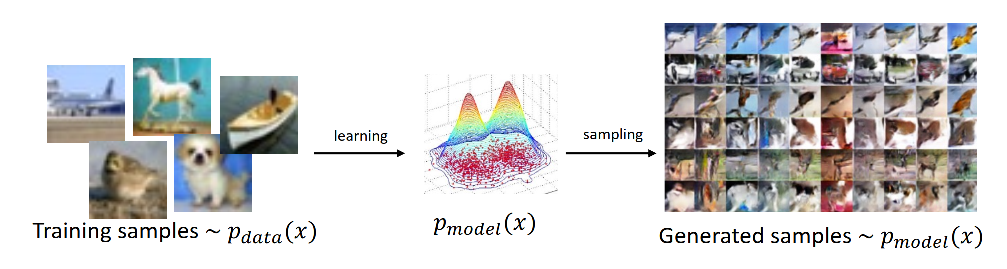 Training samples ~ p_data(x)
learning
p_model(x)
sampling
Generated samples ~ p_model(x)